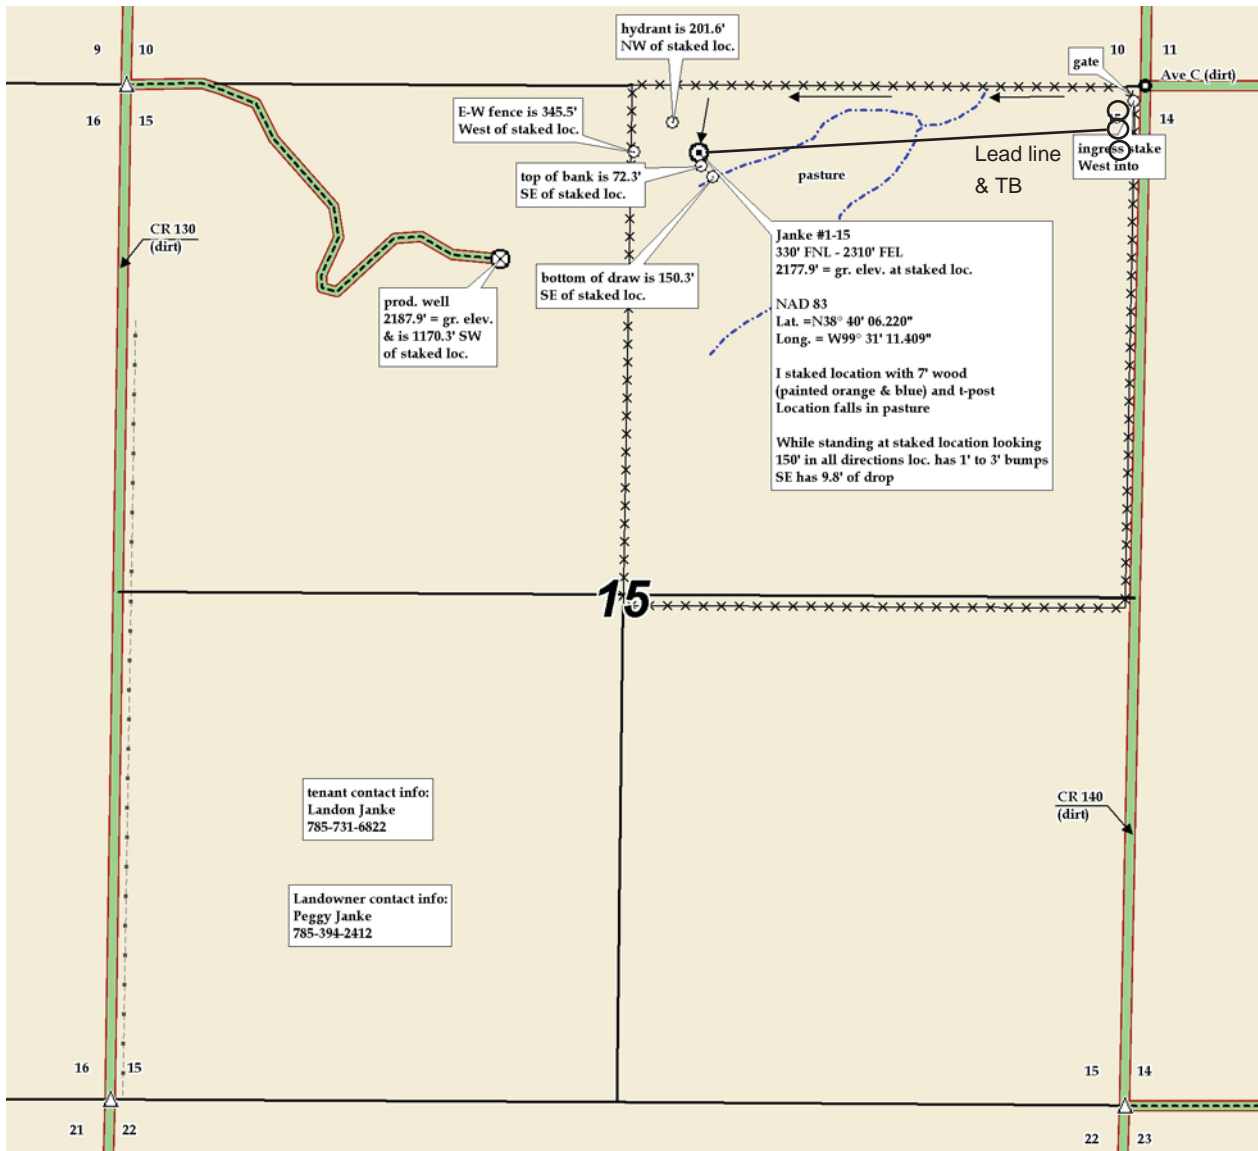 hydrant is 201.6'
NW of staked loc.
9
10
10
11
gate
Ave C (dirt)
E-W fence is 345.5'
West of staked loc.
16
15
14
ingress stake
West into
Lead line
& TB
top of bank is 72.3'
SE of staked loc.
pasture
CR 130
(dirt)
bottom of draw is 150.3'
SE of staked loc.
prod. well
2187.9' = gr. elev.
& is 1170.3' SW
of staked loc.
Janke #1-15
330' FNL - 2310' FEL
2177.9' = gr. elev. at staked loc.
NAD 83
Lat. =N38° 40' 06.220"
Long. = W99° 31' 11.409"
I staked location with 7' wood
(painted orange & blue) and t-post
Location falls in pasture
While standing at staked location looking
150' in all directions loc. has 1' to 3' bumps
SE has 9.8' of drop
15
tenant contact info:
Landon Janke
785-731-6822
CR 140
(dirt)
Landowner contact info:
Peggy Janke
785-394-2412
16
15
15
14
21
22
22
23